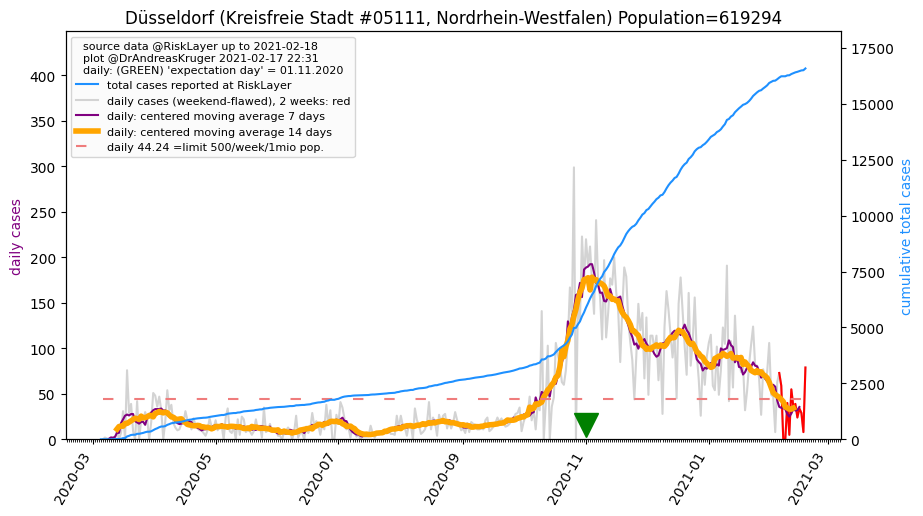 Düsseldorf (Kreisfreie Stadt #05111, Nordrhein-Westfalen) Population=619294
source data @RiskLayer up to 2021-02-18
plot @DrAndreasKruger 2021-02-17 22:31
daily: (GREEN) 'expectation day' = 01.11.2020
total cases reported at RiskLayer
daily cases (weekend-flawed), 2 weeks: red
daily: centered moving average 7 days
daily: centered moving average 14 days
daily 44.24 =limit 500/week/1mio pop.
daily cases
400
350
300
250
200
150
100
50
0
cumulative total cases
17500
15000
12500
10000
7500
5000
2500
0
2020-03
2020-05
2020-07
2020-09
2020-11
2021-01
2021-03